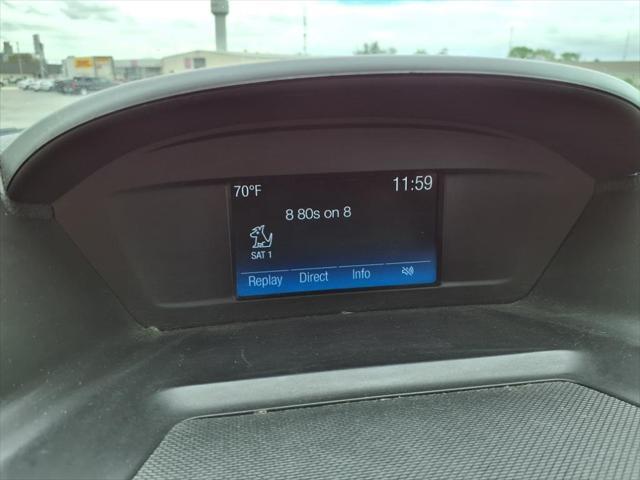 70°F 11:59
8 80s on 8
SAT 1
Replay Direct Info